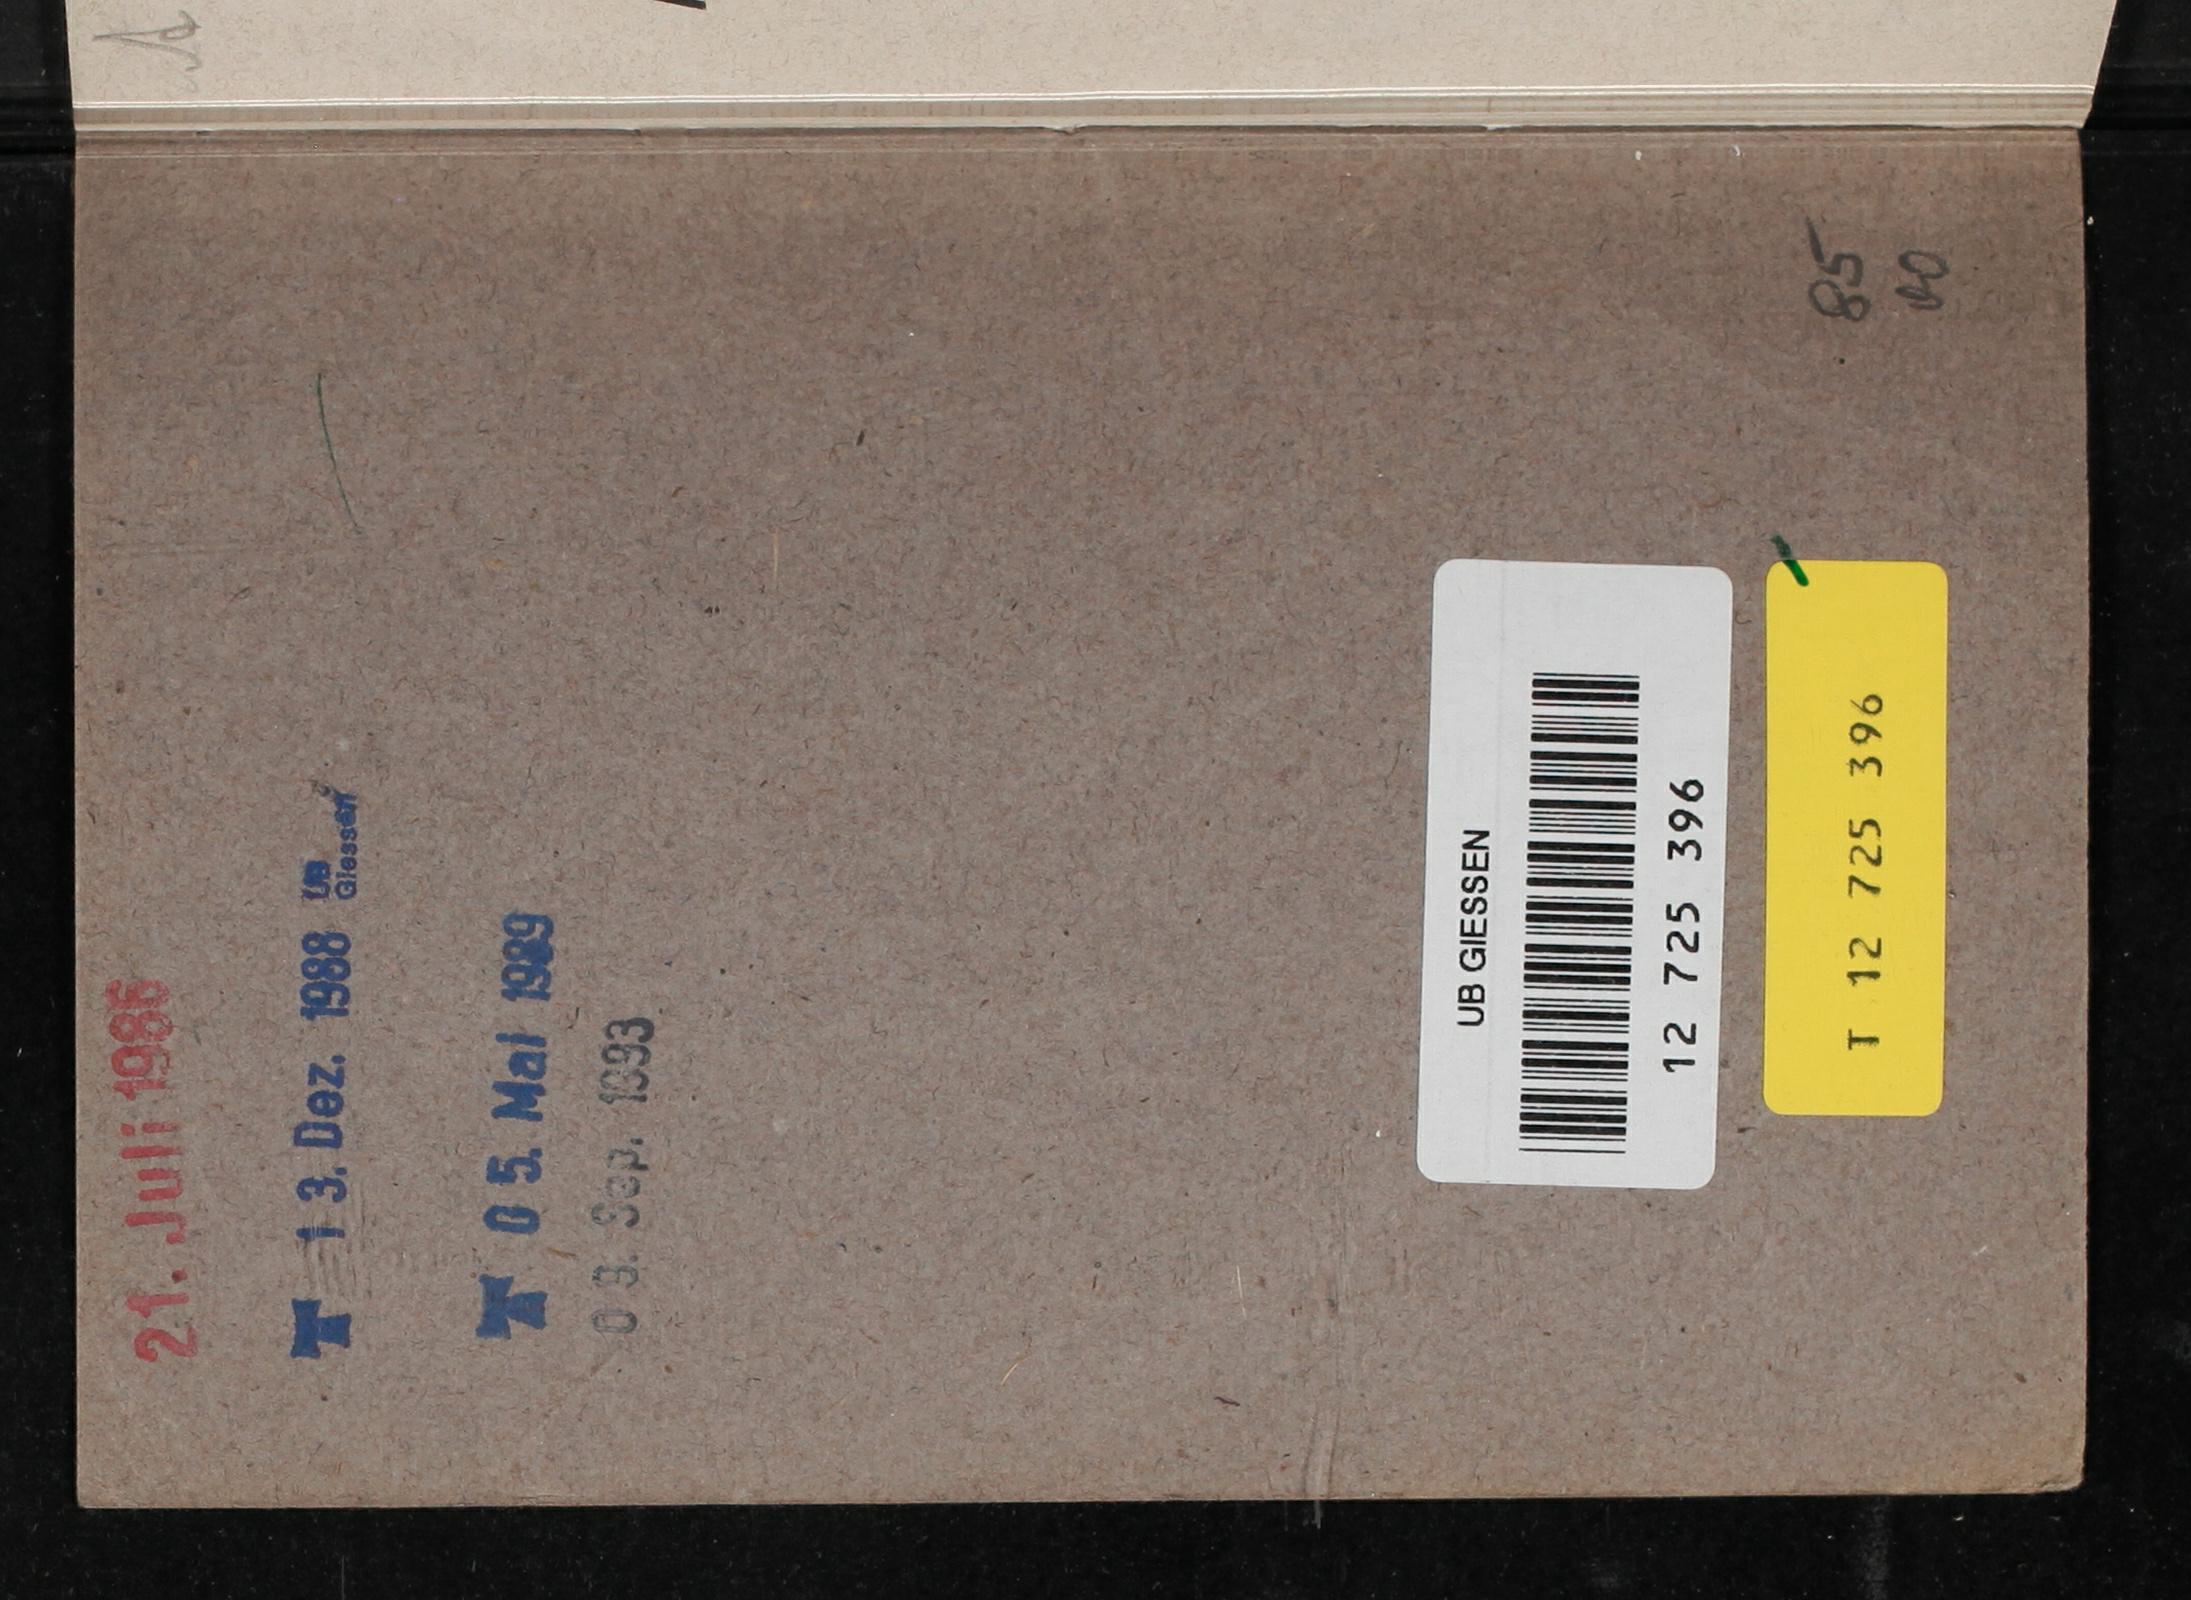 21. Juli 1986
T 13. Dez. 1988 UB
Giessen
T 05. Mai 1989
09. Sep. 1993
UB GIESSEN
12 725 396
T 12 725 396
85